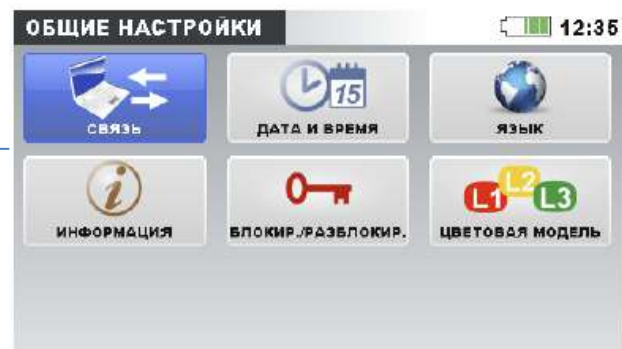 ОБЩИЕ НАСТРОЙКИ 12:35
15
СВЯЗЬ ДАТА И ВРЕМЯ ЯЗЫК
i L1 L2 L3
ИНФОРМАЦИЯ БЛОКИР./РАЗБЛОКИР. ЦВЕТОВАЯ МОДЕЛЬ